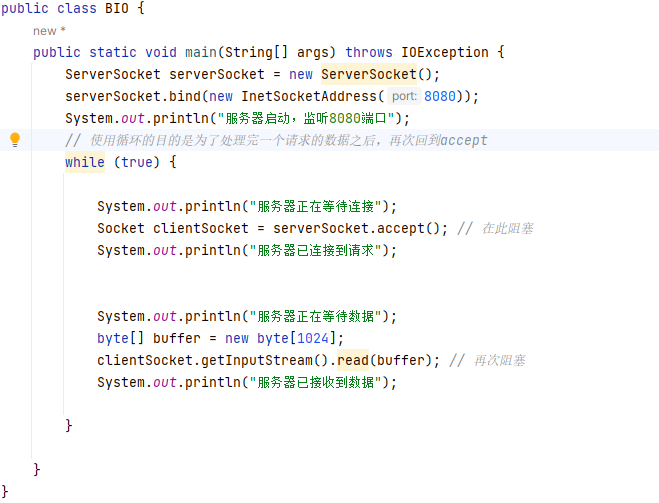 public class BIO {
new *
public static void main(String[] args) throws IOException {
ServerSocket serverSocket = new ServerSocket();
serverSocket.bind(new InetSocketAddress( port: 8080));
System.out.println("服务器启动，监听8080端口");
// 使用循环的目的是为了处理完一个请求的数据之后，再次回到accept
while (true) {
System.out.println("服务器正在等待连接");
Socket clientSocket = serverSocket.accept(); // 在此阻塞
System.out.println("服务器已连接到请求");
System.out.println("服务器正在等待数据");
byte[] buffer = new byte[1024];
clientSocket.getInputStream().read(buffer); // 再次阻塞
System.out.println("服务器已接收到数据");
}
}
}